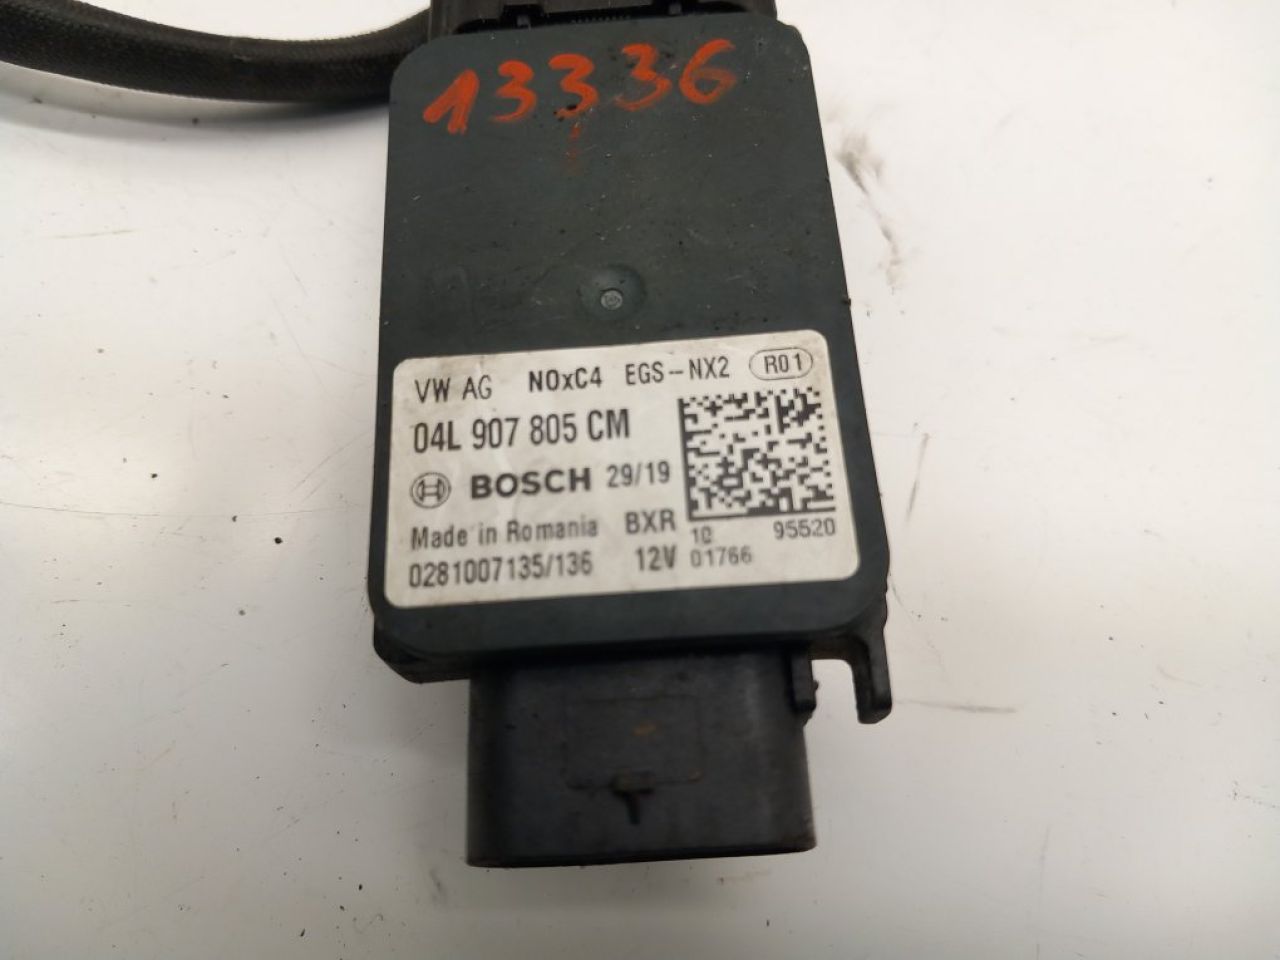 13336
VW AG NOxC4 EGS-NX2 R01
04L 907 805 CM
BOSCH 29/19
Made in Romania BXR 10 95520
0281007135/136 12V 01766